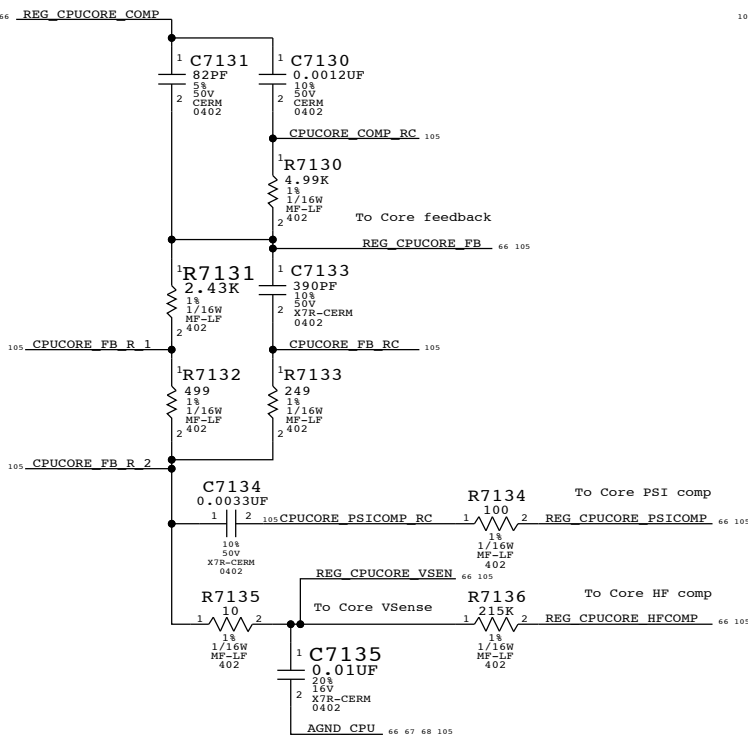 66 REG_CPUCORE_COMP
10
1 C7131
82PF
5%
50V
2 CERM
0402
1 C7130
0.0012UF
10%
50V
2 CERM
0402
CPUCORE_COMP_RC 105
1 R7130
4.99K
1%
1/16W
MF-LF
2 402
To Core feedback
REG_CPUCORE_FB 66 105
1 R7131
2.43K
1%
1/16W
MF-LF
2 402
1 C7133
390PF
10%
50V
2 X7R-CERM
0402
105 CPUCORE_FB_R_1
CPUCORE_FB_RC 105
1 R7132
499
1%
1/16W
MF-LF
2 402
1 R7133
249
1%
1/16W
MF-LF
2 402
105 CPUCORE_FB_R_2
C7134
0.0033UF
1 2
10%
50V
X7R-CERM
0402
105 CPUCORE_PSICOMP_RC
R7134
100
1 2
1%
1/16W
MF-LF
402
To Core PSI comp
REG_CPUCORE_PSICOMP 66 105
REG_CPUCORE_VSEN 66 105
R7135
10
1 2
1%
1/16W
MF-LF
402
To Core VSense
R7136
215K
1 2
1%
1/16W
MF-LF
402
To Core HF comp
REG_CPUCORE_HFCOMP 66 105
1 C7135
0.01UF
20%
16V
2 X7R-CERM
0402
AGND_CPU 66 67 68 105